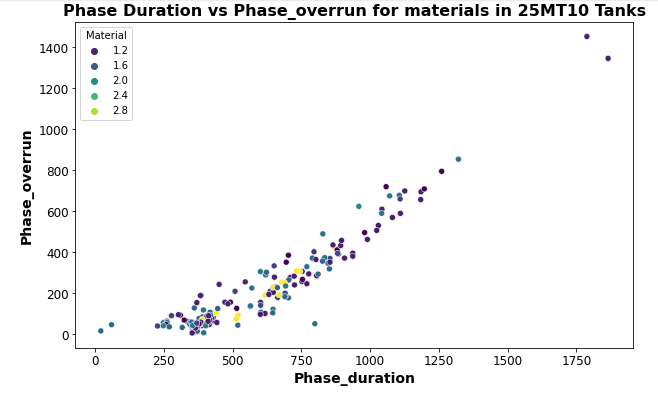 Phase Duration vs Phase_overrun for materials in 25MT10 Tanks
Material
1.2
1.6
2.0
2.4
2.8
1400
1200
1000
800
600
400
200
0
Phase_overrun
0 250 500 750 1000 1250 1500 1750
Phase_duration